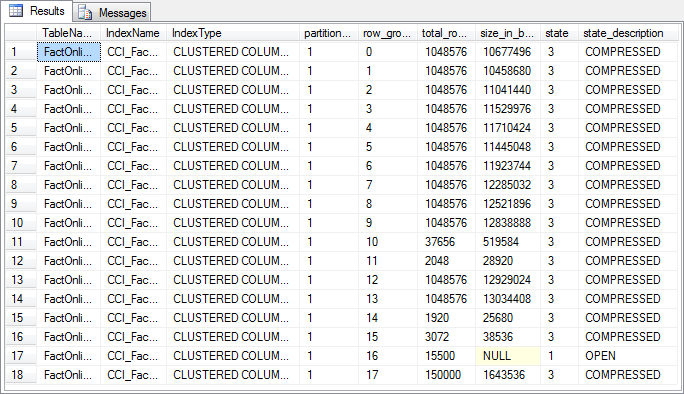 Results Messages
TableNa... IndexName IndexType partition... row_gro... total_ro... size_in_b... state state_description
1 FactOnli... CCI_Fac... CLUSTERED COLUM... 1 0 1048576 10677496 3 COMPRESSED
2 FactOnli... CCI_Fac... CLUSTERED COLUM... 1 1 1048576 10458680 3 COMPRESSED
3 FactOnli... CCI_Fac... CLUSTERED COLUM... 1 2 1048576 11041440 3 COMPRESSED
4 FactOnli... CCI_Fac... CLUSTERED COLUM... 1 3 1048576 11529976 3 COMPRESSED
5 FactOnli... CCI_Fac... CLUSTERED COLUM... 1 4 1048576 11710424 3 COMPRESSED
6 FactOnli... CCI_Fac... CLUSTERED COLUM... 1 5 1048576 11445048 3 COMPRESSED
7 FactOnli... CCI_Fac... CLUSTERED COLUM... 1 6 1048576 11923744 3 COMPRESSED
8 FactOnli... CCI_Fac... CLUSTERED COLUM... 1 7 1048576 12285032 3 COMPRESSED
9 FactOnli... CCI_Fac... CLUSTERED COLUM... 1 8 1048576 12521896 3 COMPRESSED
10 FactOnli... CCI_Fac... CLUSTERED COLUM... 1 9 1048576 12838888 3 COMPRESSED
11 FactOnli... CCI_Fac... CLUSTERED COLUM... 1 10 37656 519584 3 COMPRESSED
12 FactOnli... CCI_Fac... CLUSTERED COLUM... 1 11 2048 28920 3 COMPRESSED
13 FactOnli... CCI_Fac... CLUSTERED COLUM... 1 12 1048576 12929024 3 COMPRESSED
14 FactOnli... CCI_Fac... CLUSTERED COLUM... 1 13 1048576 13034408 3 COMPRESSED
15 FactOnli... CCI_Fac... CLUSTERED COLUM... 1 14 1920 25680 3 COMPRESSED
16 FactOnli... CCI_Fac... CLUSTERED COLUM... 1 15 3072 38536 3 COMPRESSED
17 FactOnli... CCI_Fac... CLUSTERED COLUM... 1 16 15500 NULL 1 OPEN
18 FactOnli... CCI_Fac... CLUSTERED COLUM... 1 17 150000 1643536 3 COMPRESSED